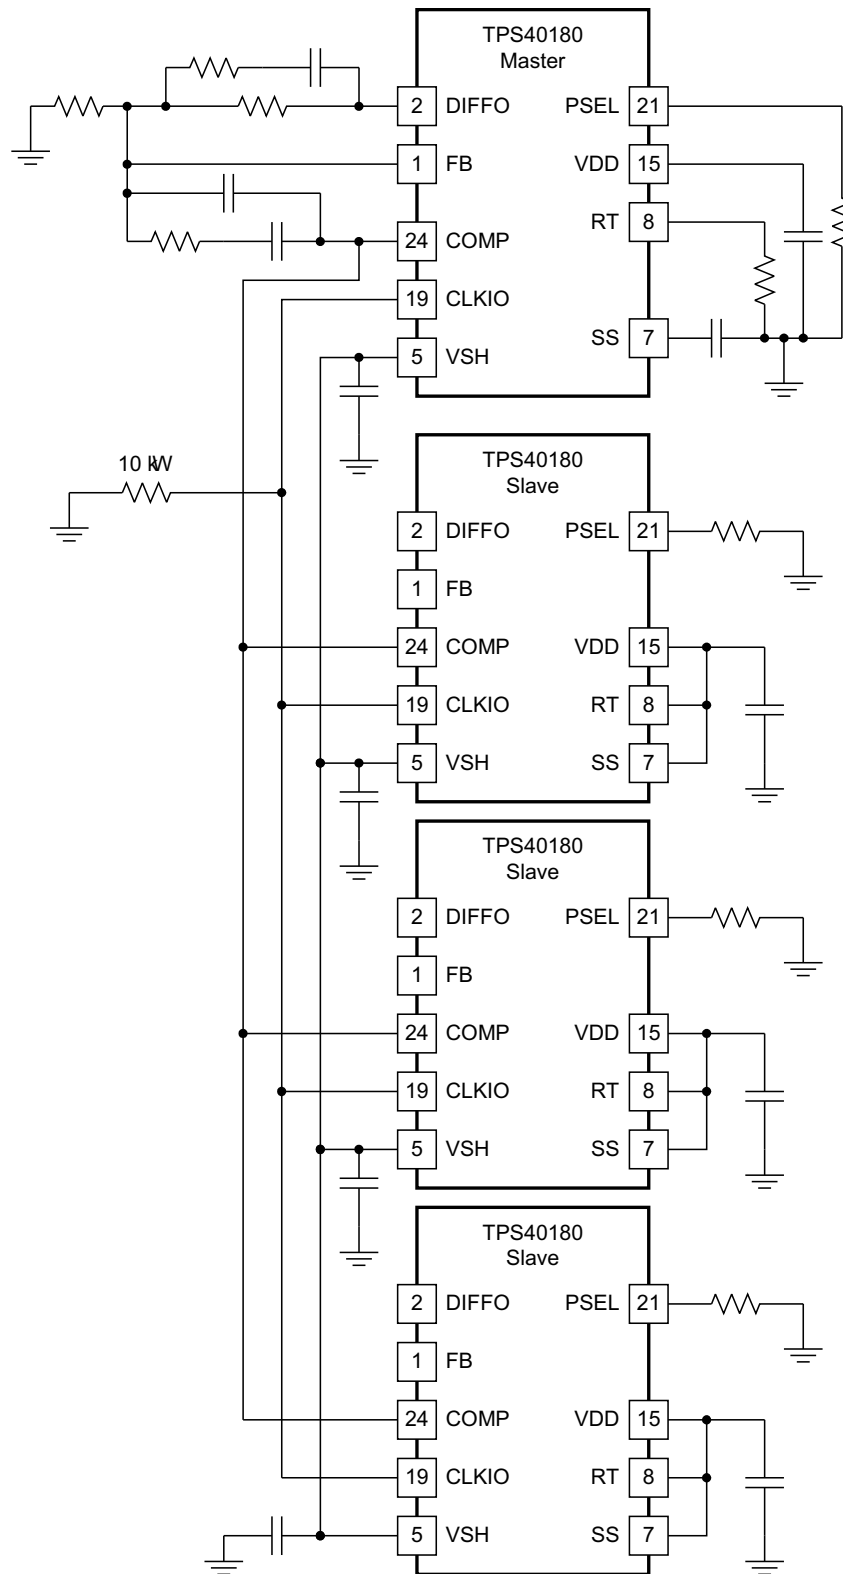 TPS40180
Master
2 DIFFO PSEL 21
1 FB VDD 15
RT 8
24 COMP
19 CLKIO
SS 7
5 VSH
10 kW
TPS40180
Slave
2 DIFFO PSEL 21
1 FB
24 COMP VDD 15
19 CLKIO RT 8
5 VSH SS 7
TPS40180
Slave
2 DIFFO PSEL 21
1 FB
24 COMP VDD 15
19 CLKIO RT 8
5 VSH SS 7
TPS40180
Slave
2 DIFFO PSEL 21
1 FB
24 COMP VDD 15
19 CLKIO RT 8
5 VSH SS 7